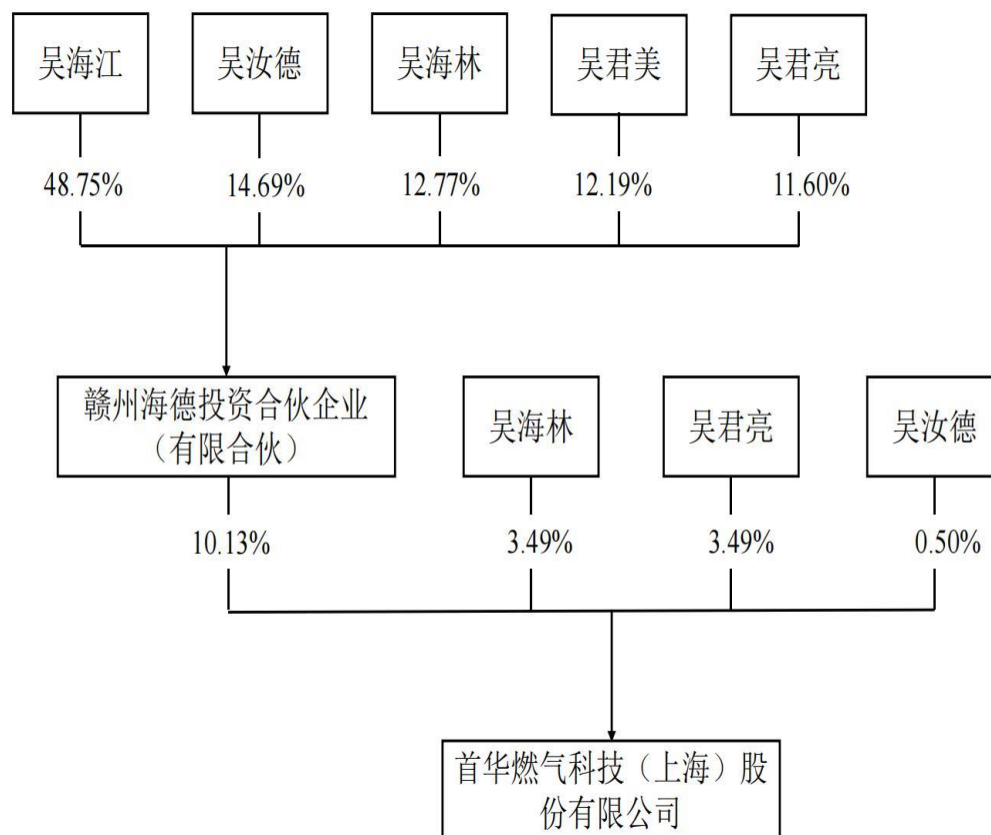 吴海江
吴汝德
吴海林
吴君美
吴君亮
48.75%
14.69%
12.77%
12.19%
11.60%
赣州海德投资合伙企业
（有限合伙）
吴海林
吴君亮
吴汝德
10.13%
3.49%
3.49%
0.50%
首华燃气科技（上海）股
份有限公司